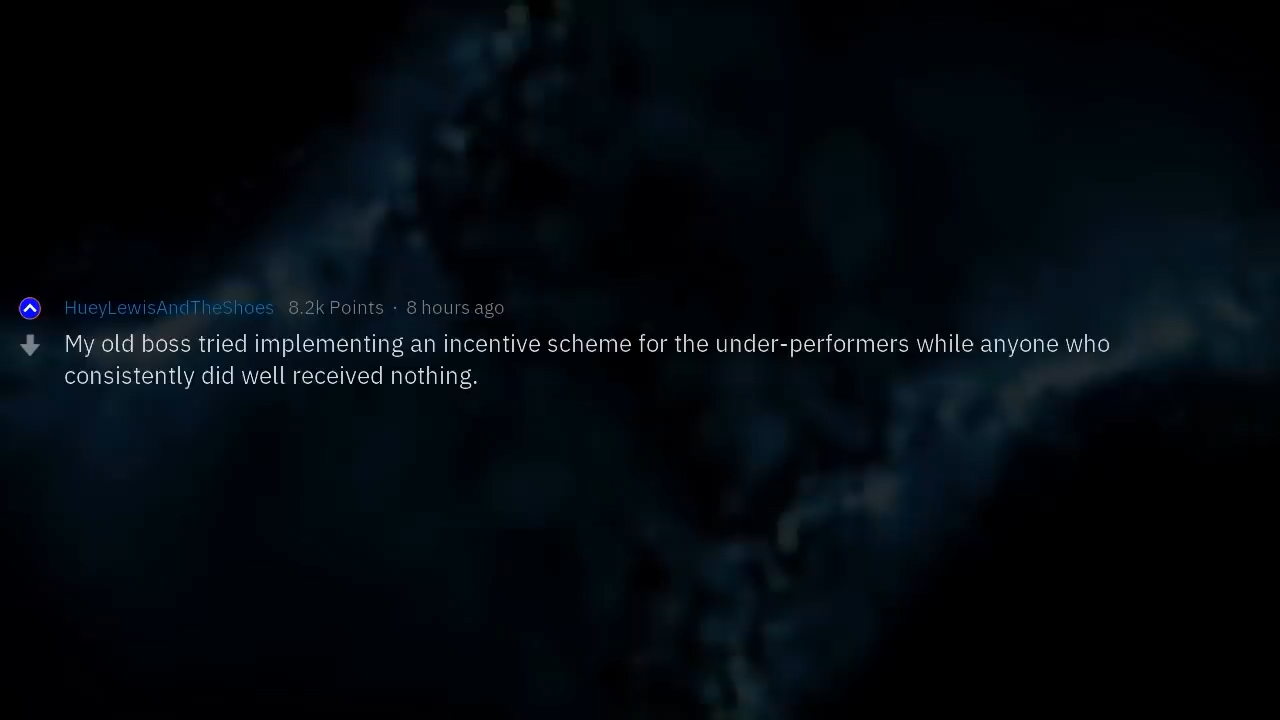 HueyLewisAndTheShoes 8.2k Points · 8 hours ago
My old boss tried implementing an incentive scheme for the under-performers while anyone who
consistently did well received nothing.